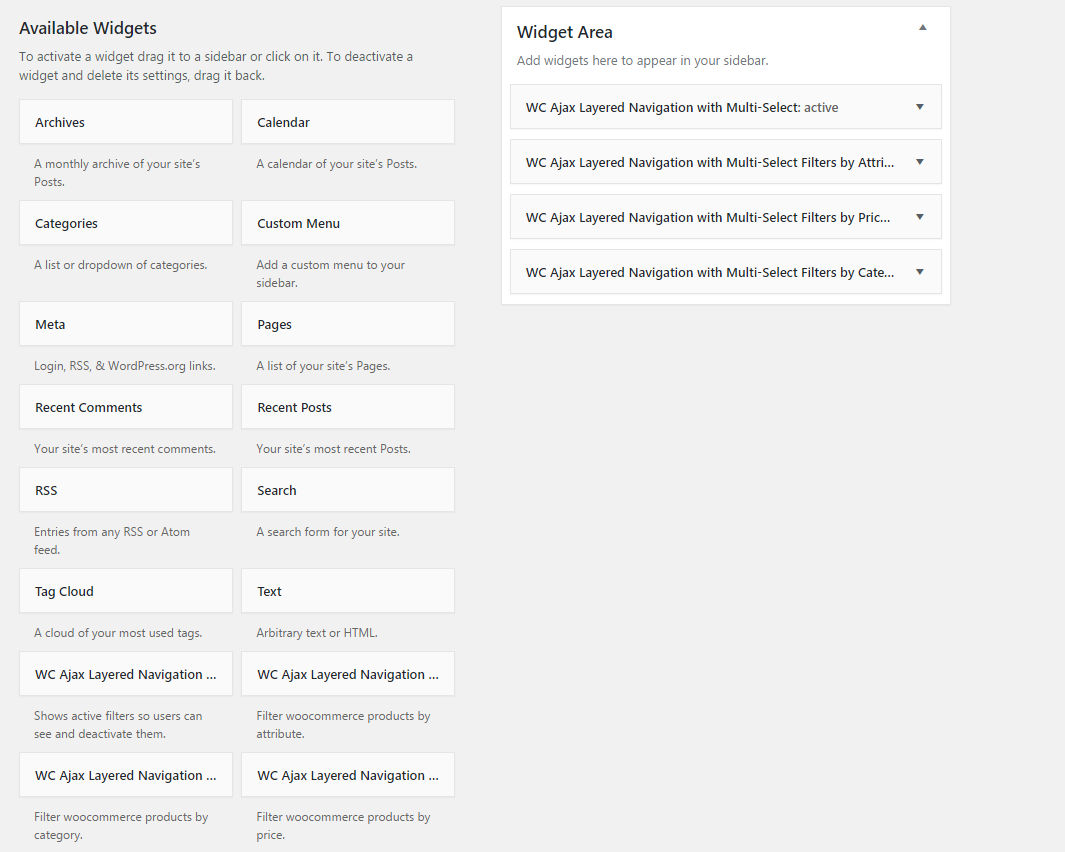 Available Widgets
To activate a widget drag it to a sidebar or click on it. To deactivate a
widget and delete its settings, drag it back.
Archives
A monthly archive of your site's
Posts.
Calendar
A calendar of your site's Posts.
Categories
A list or dropdown of categories.
Custom Menu
Add a custom menu to your
sidebar.
Meta
Login, RSS, & WordPress.org links.
Pages
A list of your site's Pages.
Recent Comments
Your site's most recent comments.
Recent Posts
Your site's most recent Posts.
RSS
Entries from any RSS or Atom
feed.
Search
A search form for your site.
Tag Cloud
A cloud of your most used tags.
Text
Arbitrary text or HTML.
WC Ajax Layered Navigation ...
Shows active filters so users can
see and deactivate them.
WC Ajax Layered Navigation ...
Filter woocommerce products by
attribute.
WC Ajax Layered Navigation ...
Filter woocommerce products by
category.
WC Ajax Layered Navigation ...
Filter woocommerce products by
price.
Widget Area
Add widgets here to appear in your sidebar.
WC Ajax Layered Navigation with Multi-Select: active
WC Ajax Layered Navigation with Multi-Select Filters by Attri...
WC Ajax Layered Navigation with Multi-Select Filters by Pric...
WC Ajax Layered Navigation with Multi-Select Filters by Cate...